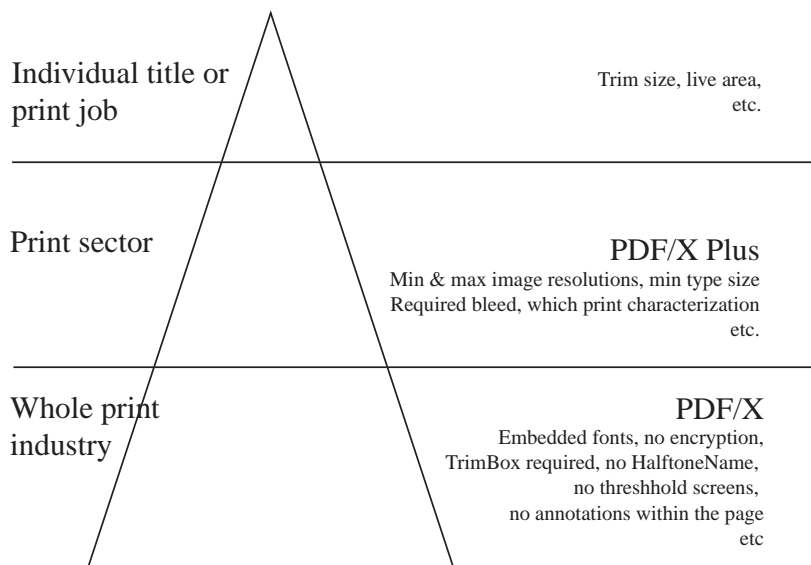 Individual title or
print job
Trim size, live area,
etc.
Print sector
PDF/X Plus
Min & max image resolutions, min type size
Required bleed, which print characterization
etc.
Whole print
industry
PDF/X
Embedded fonts, no encryption,
TrimBox required, no HalftoneName,
no threshhold screens,
no annotations within the page
etc